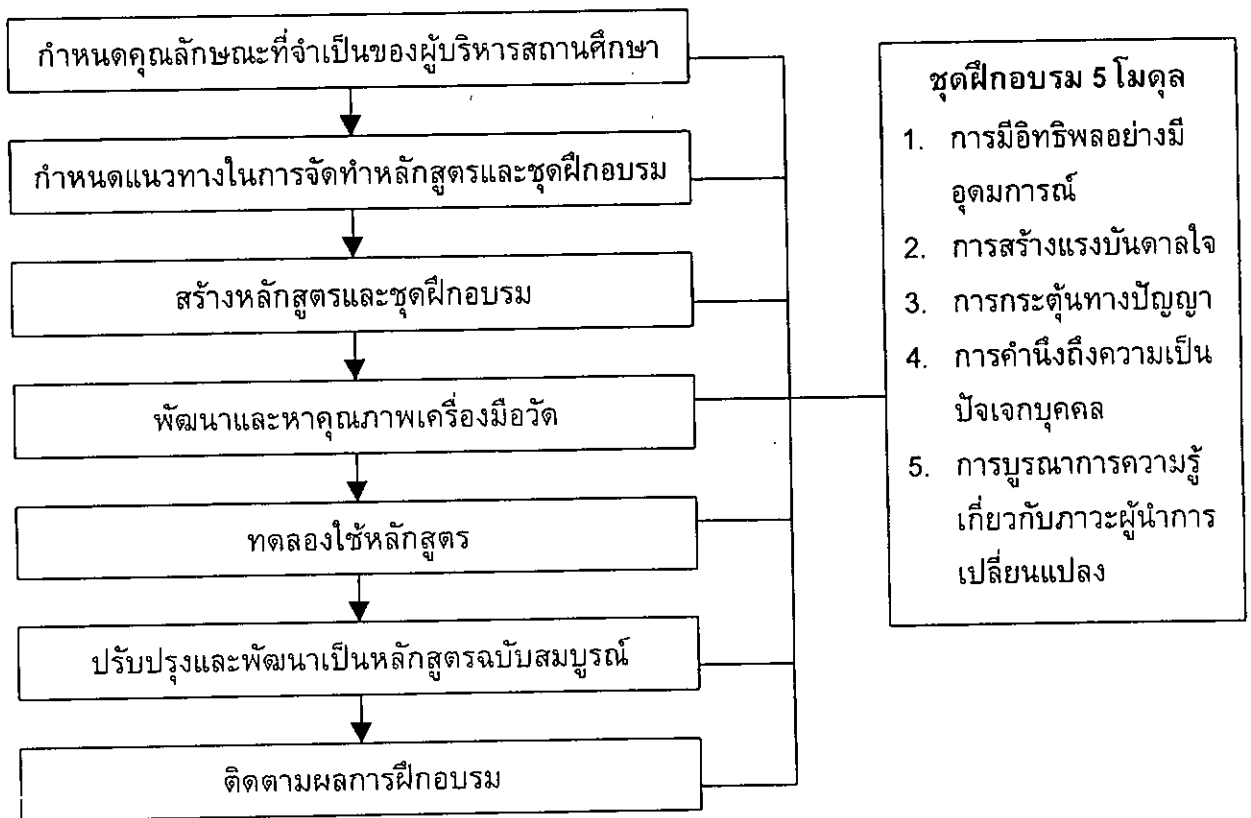 กำหนดคุณลักษณะที่จำเป็นของผู้บริหารสถานศึกษา
กำหนดแนวทางในการจัดทำหลักสูตรและชุดฝึกอบรม
สร้างหลักสูตรและชุดฝึกอบรม
พัฒนาและหาคุณภาพเครื่องมือวัด
ทดลองใช้หลักสูตร
ปรับปรุงและพัฒนาเป็นหลักสูตรฉบับสมบูรณ์
ติดตามผลการฝึกอบรม
ชุดฝึกอบรม 5 โมดุล
1. การมีอิทธิพลอย่างมี
อุดมการณ์
2. การสร้างแรงบันดาลใจ
3. การกระตุ้นทางปัญญา
4. การคำนึงถึงความเป็น
ปัจเจกบุคคล
5. การบูรณาการความรู้
เกี่ยวกับภาวะผู้นำการ
เปลี่ยนแปลง